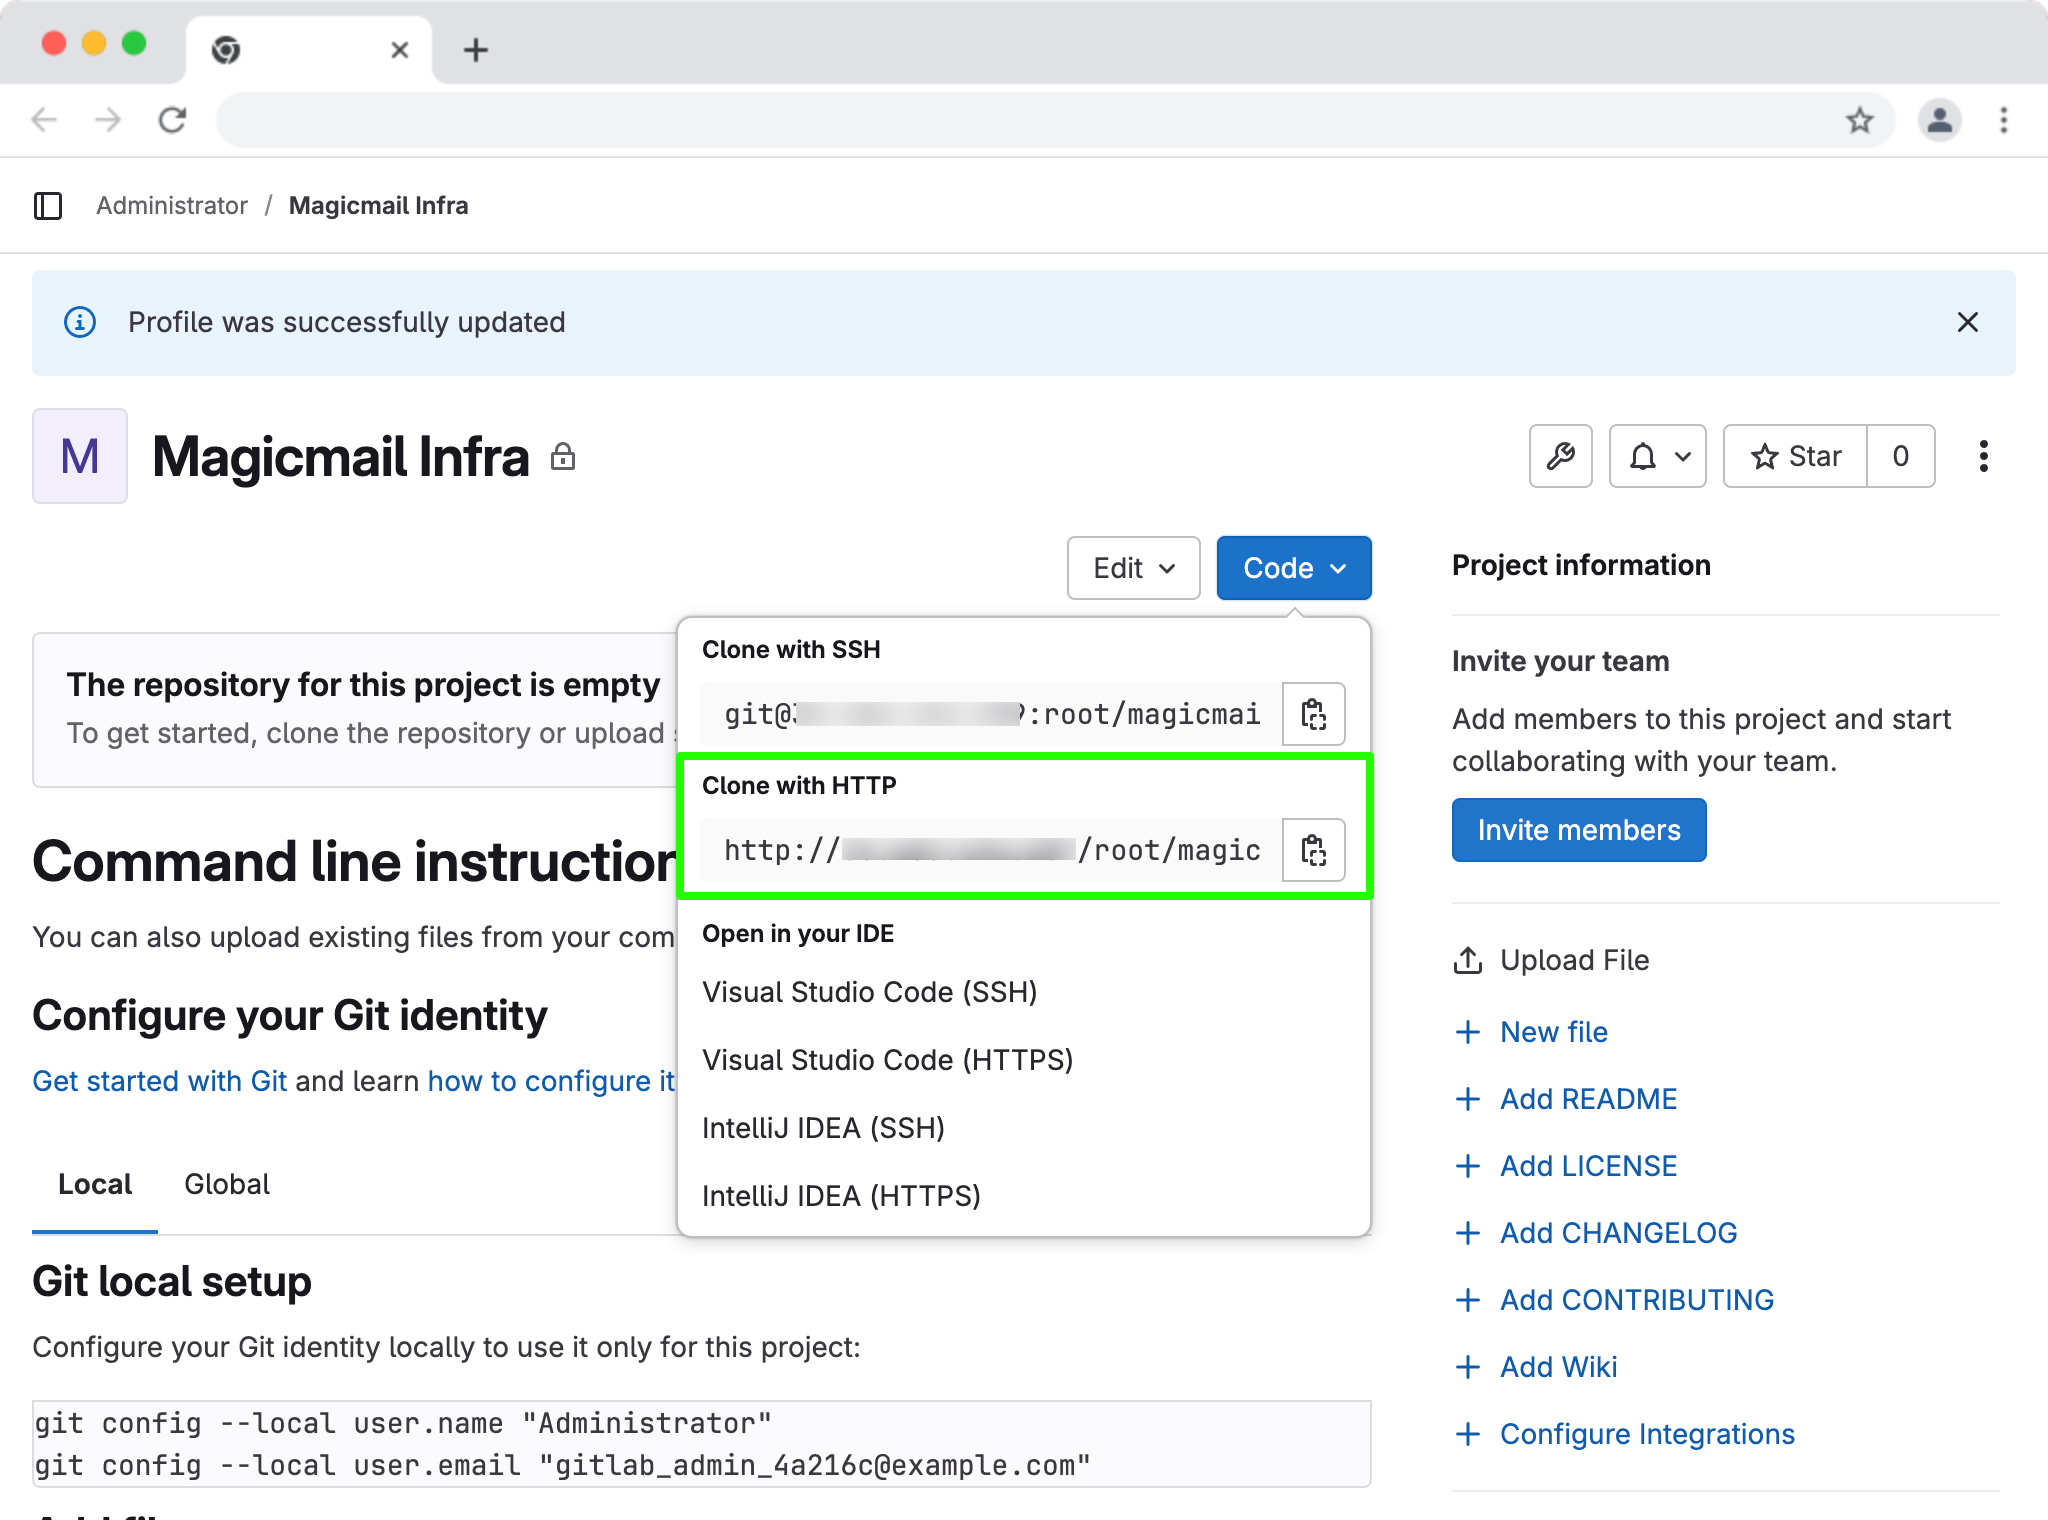 Administrator / Magicmail Infra
Profile was successfully updated
M
Magicmail Infra
Star
0
Edit
Code
Project information
Clone with SSH
git@ :root/magicmai
The repository for this project is empty
To get started, clone the repository or upload
Clone with HTTP
http:// /root/magic
Open in your IDE
Visual Studio Code (SSH)
Visual Studio Code (HTTPS)
IntelliJ IDEA (SSH)
IntelliJ IDEA (HTTPS)
Command line instruction
You can also upload existing files from your com
Configure your Git identity
Get started with Git and learn how to configure it
Local
Global
Git local setup
Configure your Git identity locally to use it only for this project:
git config --local user.name "Administrator"
git config --local user.email "gitlab_admin_4a216c@example.com"
Invite your team
Add members to this project and start
collaborating with your team.
Invite members
Upload File
New file
Add README
Add LICENSE
Add CHANGELOG
Add CONTRIBUTING
Add Wiki
Configure Integrations